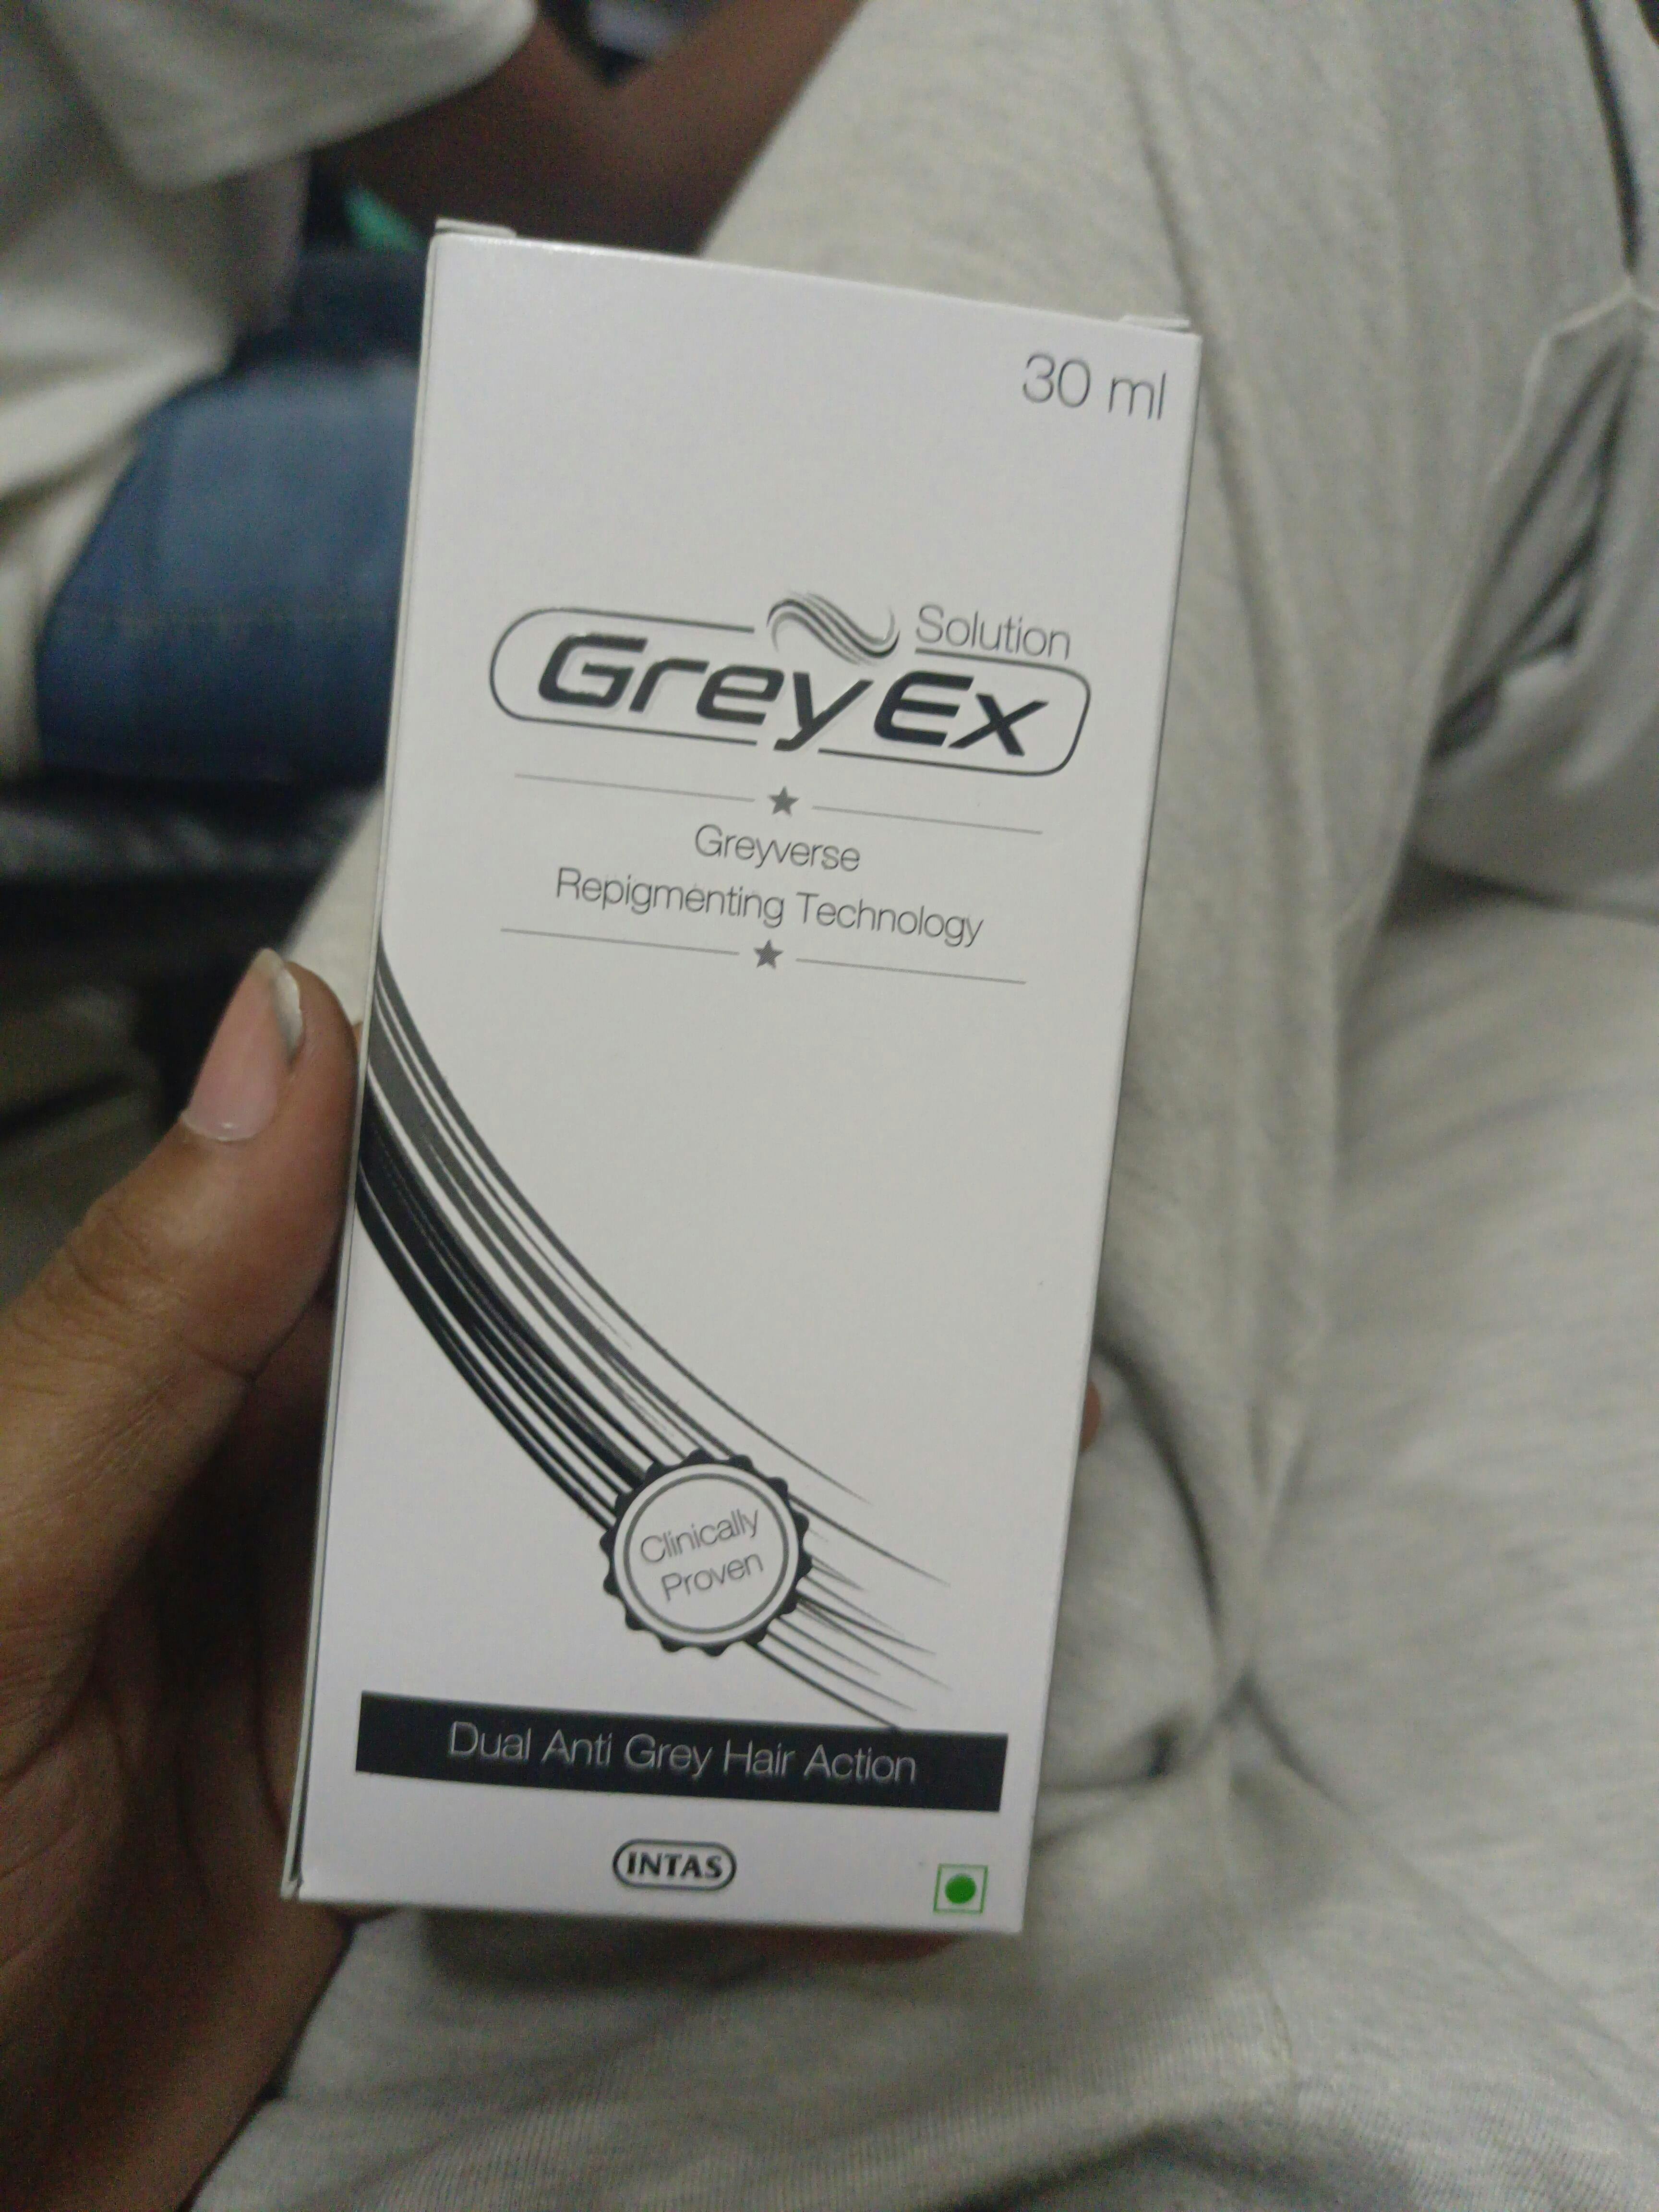 30 ml
Solution
GreyEx
Greyverse
Repigmenting Technology
Clinically
Proven
Dual Anti Grey Hair Action
INTAS